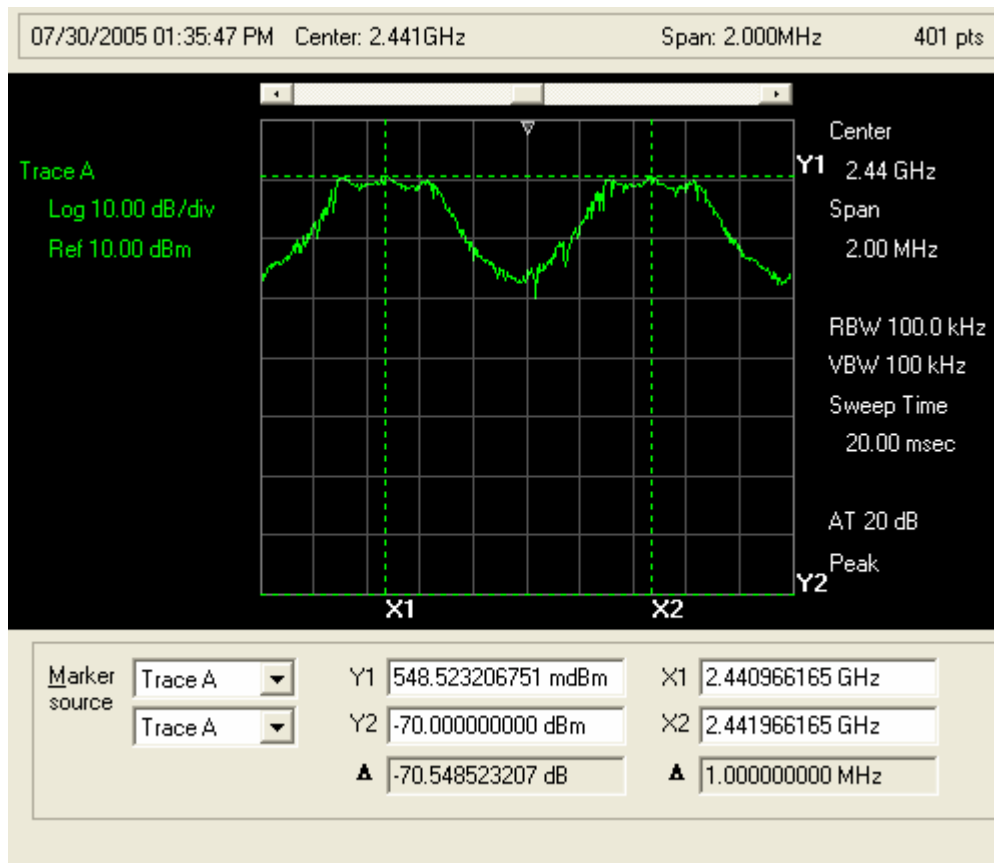 07/30/2005 01:35:47 PM Center: 2.441GHz Span: 2.000MHz 401 pts
Trace A
Log 10.00 dB/div
Ref 10.00 dBm
Y1
Center
2.44 GHz
Span
2.00 MHz
RBW 100.0 kHz
VBW 100 kHz
Sweep Time
20.00 msec
AT 20 dB
Peak
Y2
X1 X2
Marker source
Trace A
Trace A
Y1 548.523206751 mdBm X1 2.440966165 GHz
Y2 -70.000000000 dBm X2 2.441966165 GHz
Δ -70.548523207 dB Δ 1.000000000 MHz